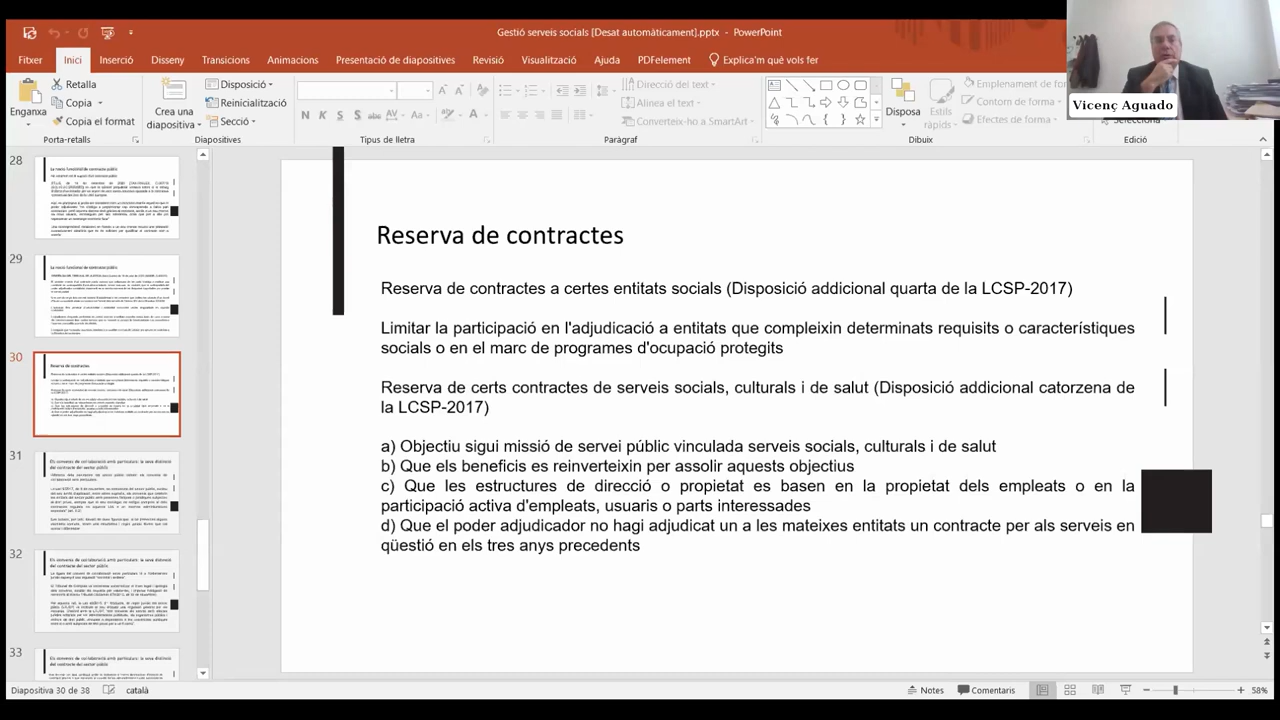 Gestió serveis socials [Desat automàticament].pptx - PowerPoint
Fitxer Inici Inserció Disseny Transicions Animacions Presentació de diapositives Revisió Visualització Ajuda PDFelement Explica'm què vols fer
Enganxa
Retalla
Copia
Copia el format
Porta-retalls
Crea una
diapositiva
Disposició
Reinicialització
Secció
Diapositives
Tipus de lletra
Direcció del text
Alinea el text
Converteix-ho a SmartArt
Paràgraf
Disposa
Estils
ràpids
Emplenament de forma
Contorn de forma
Efectes de forma
Dibuix
Selecciona
Edició
Vicenç Aguado
28
29
30
31
32
33
Reserva de contractes
Reserva de contractes a certes entitats socials (Disposició addicional quarta de la LCSP-2017)
Limitar la participació en l'adjudicació a entitats que compleixin determinats requisits o característiques
socials o en el marc de programes d'ocupació protegits
Reserva de certs contractes de serveis socials, culturals i de salut (Disposició addicional catorzena de
la LCSP-2017)
a) Objectiu sigui missió de servei públic vinculada serveis socials, culturals i de salut
b) Que els beneficis es reinverteixin per assolir aquests objectius
c) Que les estructures de direcció o propietat es basen en la propietat dels empleats o en la
participació activa d'empleats, usuaris o parts interessades
d) Que el poder adjudicador no hagi adjudicat un a les mateixes entitats un contracte per als serveis en
qüestió en els tres anys precedents
Diapositiva 30 de 38 català Notes Comentaris 58%